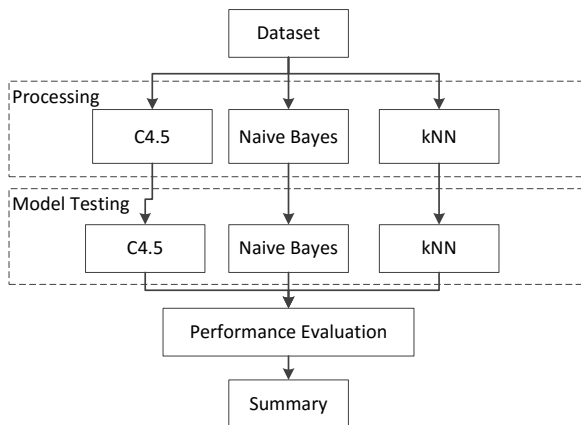 Dataset
Processing
C4.5
Naive Bayes
kNN
Model Testing
C4.5
Naive Bayes
kNN
Performance Evaluation
Summary